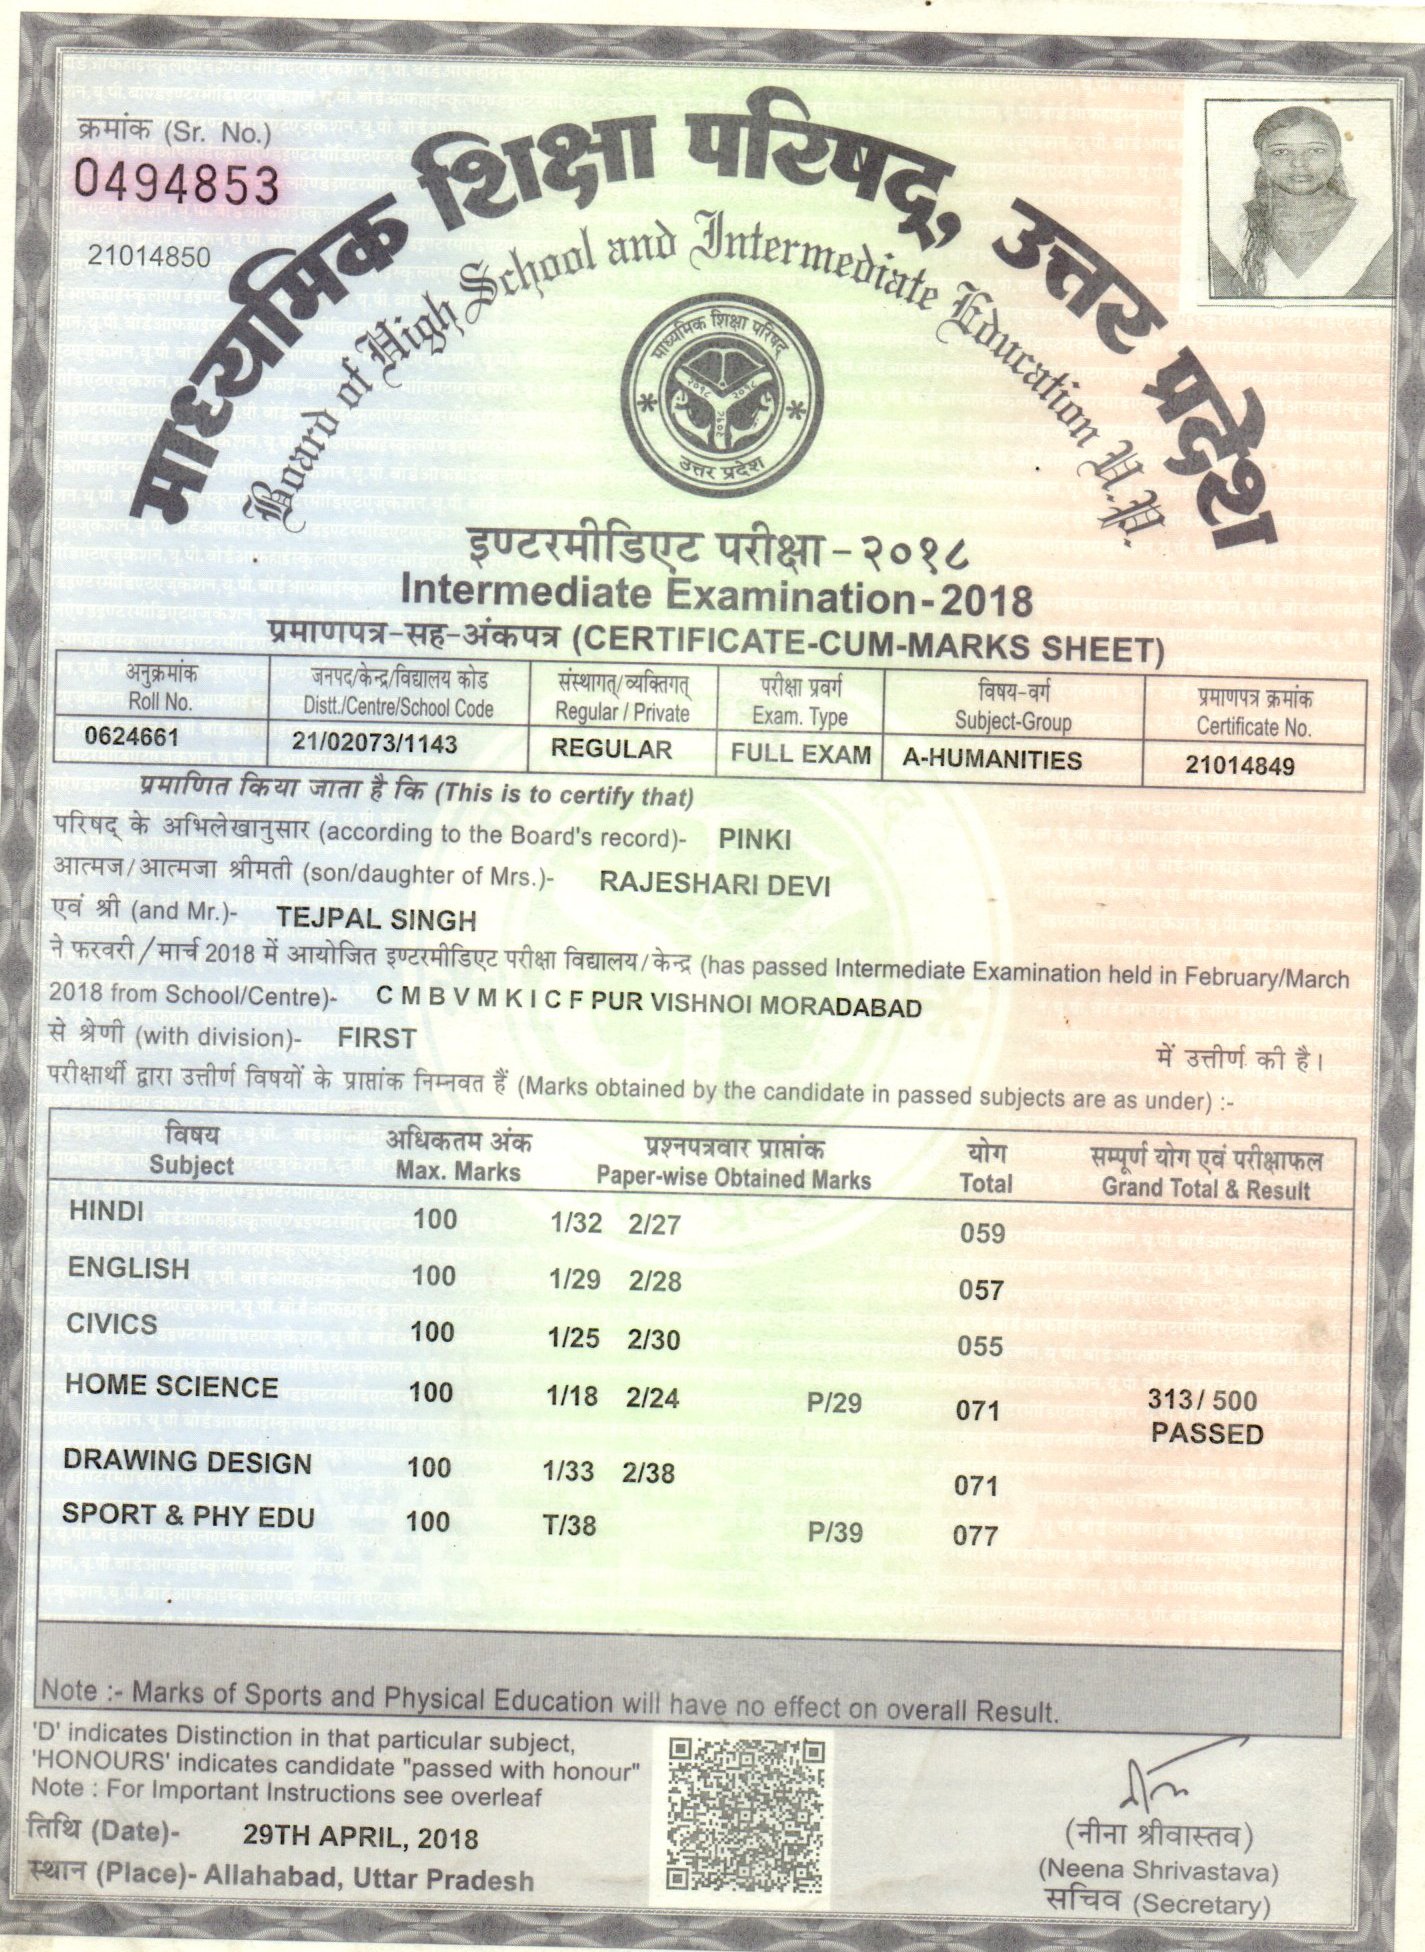 क्रमांक (Sr. No.)
0494853
21014850
माध्यमिक शिक्षा परिषद्, उत्तर प्रदेश
Board of High School and Intermediate Education U.P.
माध्यमिक शिक्षा परिषद्
२०१८ २०१८
२०१८
उत्तर प्रदेश
इण्टरमीडिएट परीक्षा - २०१८
Intermediate Examination - 2018
प्रमाणपत्र-सह-अंकपत्र (CERTIFICATE-CUM-MARKS SHEET)
अनुक्रमांक जनपद/केन्द्र/विद्यालय कोड संस्थागत्/व्यक्तिगत् परीक्षा प्रवर्ग विषय-वर्ग प्रमाणपत्र क्रमांक
Roll No. Distt./Centre/School Code Regular / Private Exam. Type Subject-Group Certificate No.
0624661 21/02073/1143 REGULAR FULL EXAM A-HUMANITIES 21014849
प्रमाणित किया जाता है कि (This is to certify that)
परिषद् के अभिलेखानुसार (according to the Board's record)- PINKI
आत्मज/आत्मजा श्रीमती (son/daughter of Mrs.)- RAJESHARI DEVI
एवं श्री (and Mr.)- TEJPAL SINGH
ने फरवरी/मार्च 2018 में आयोजित इण्टरमीडिएट परीक्षा विद्यालय/केन्द्र (has passed Intermediate Examination held in February/March
2018 from School/Centre)- C M B V M K I C F PUR VISHNOI MORADABAD
से श्रेणी (with division)- FIRST में उत्तीर्ण की है।
परीक्षार्थी द्वारा उत्तीर्ण विषयों के प्राप्तांक निम्नवत हैं (Marks obtained by the candidate in passed subjects are as under) :-
विषय अधिकतम अंक प्रश्नपत्रवार प्राप्तांक योग सम्पूर्ण योग एवं परीक्षाफल
Subject Max. Marks Paper-wise Obtained Marks Total Grand Total & Result
HINDI 100 1/32 2/27 059
ENGLISH 100 1/29 2/28 057
CIVICS 100 1/25 2/30 055
HOME SCIENCE 100 1/18 2/24 P/29 071 313/ 500
PASSED
DRAWING DESIGN 100 1/33 2/38 071
SPORT & PHY EDU 100 T/38 P/39 077
Note :- Marks of Sports and Physical Education will have no effect on overall Result.
'D' indicates Distinction in that particular subject,
'HONOURS' indicates candidate "passed with honour"
Note : For Important Instructions see overleaf
तिथि (Date)- 29TH APRIL, 2018
स्थान (Place)- Allahabad, Uttar Pradesh
(नीना श्रीवास्तव)
(Neena Shrivastava)
सचिव (Secretary)